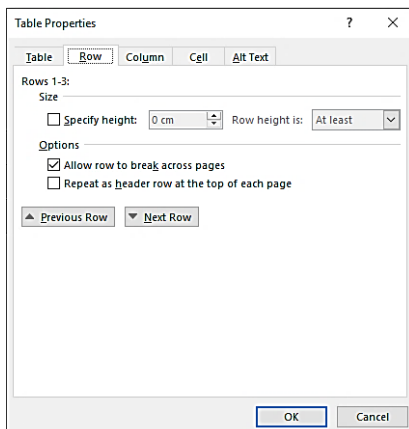 Table Properties ? ×
Table Row Column Cell Alt Text
Rows 1-3:
Size
Specify height: 0 cm Row height is: At least
Options
Allow row to break across pages
Repeat as header row at the top of each page
Previous Row Next Row
OK Cancel